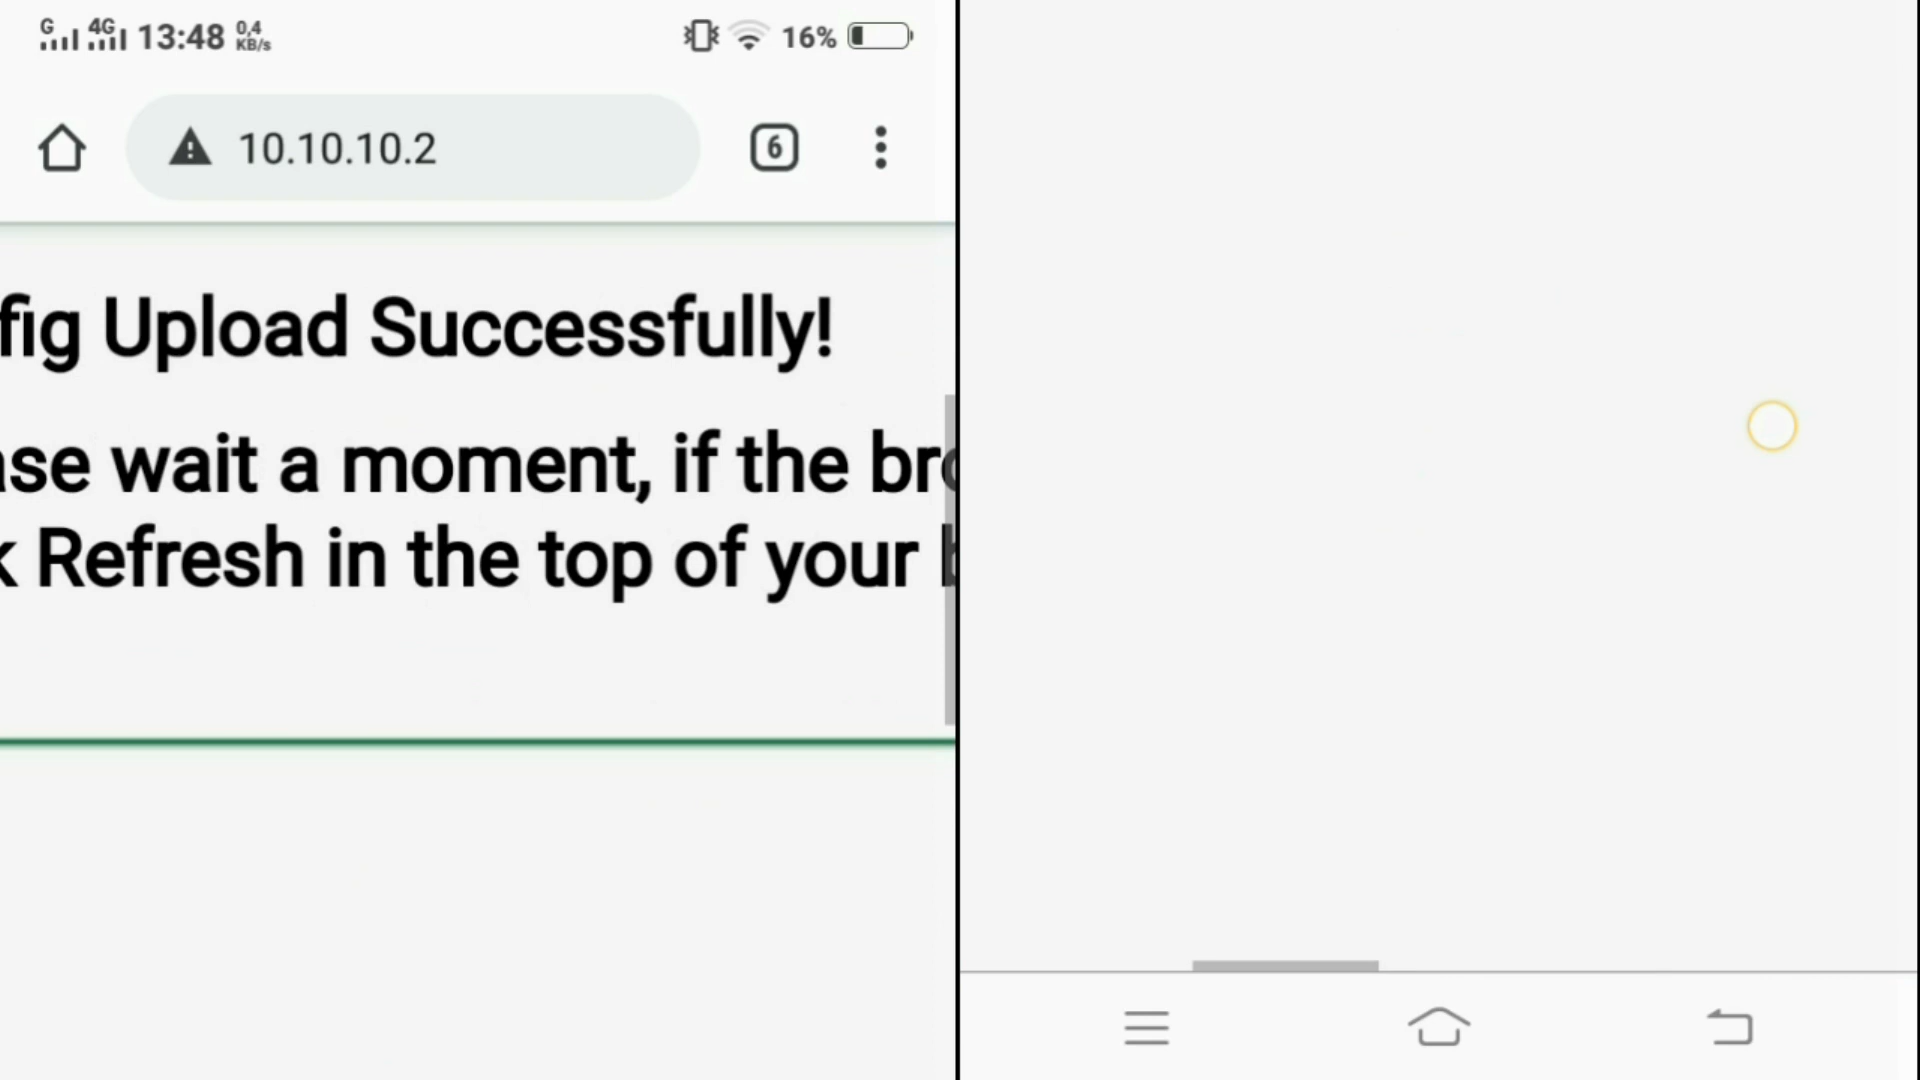 G 4G 13:48 0,4 KB/s 16%
10.10.10.2 6
fig Upload Successfully!
ase wait a moment, if the bro
k Refresh in the top of your b